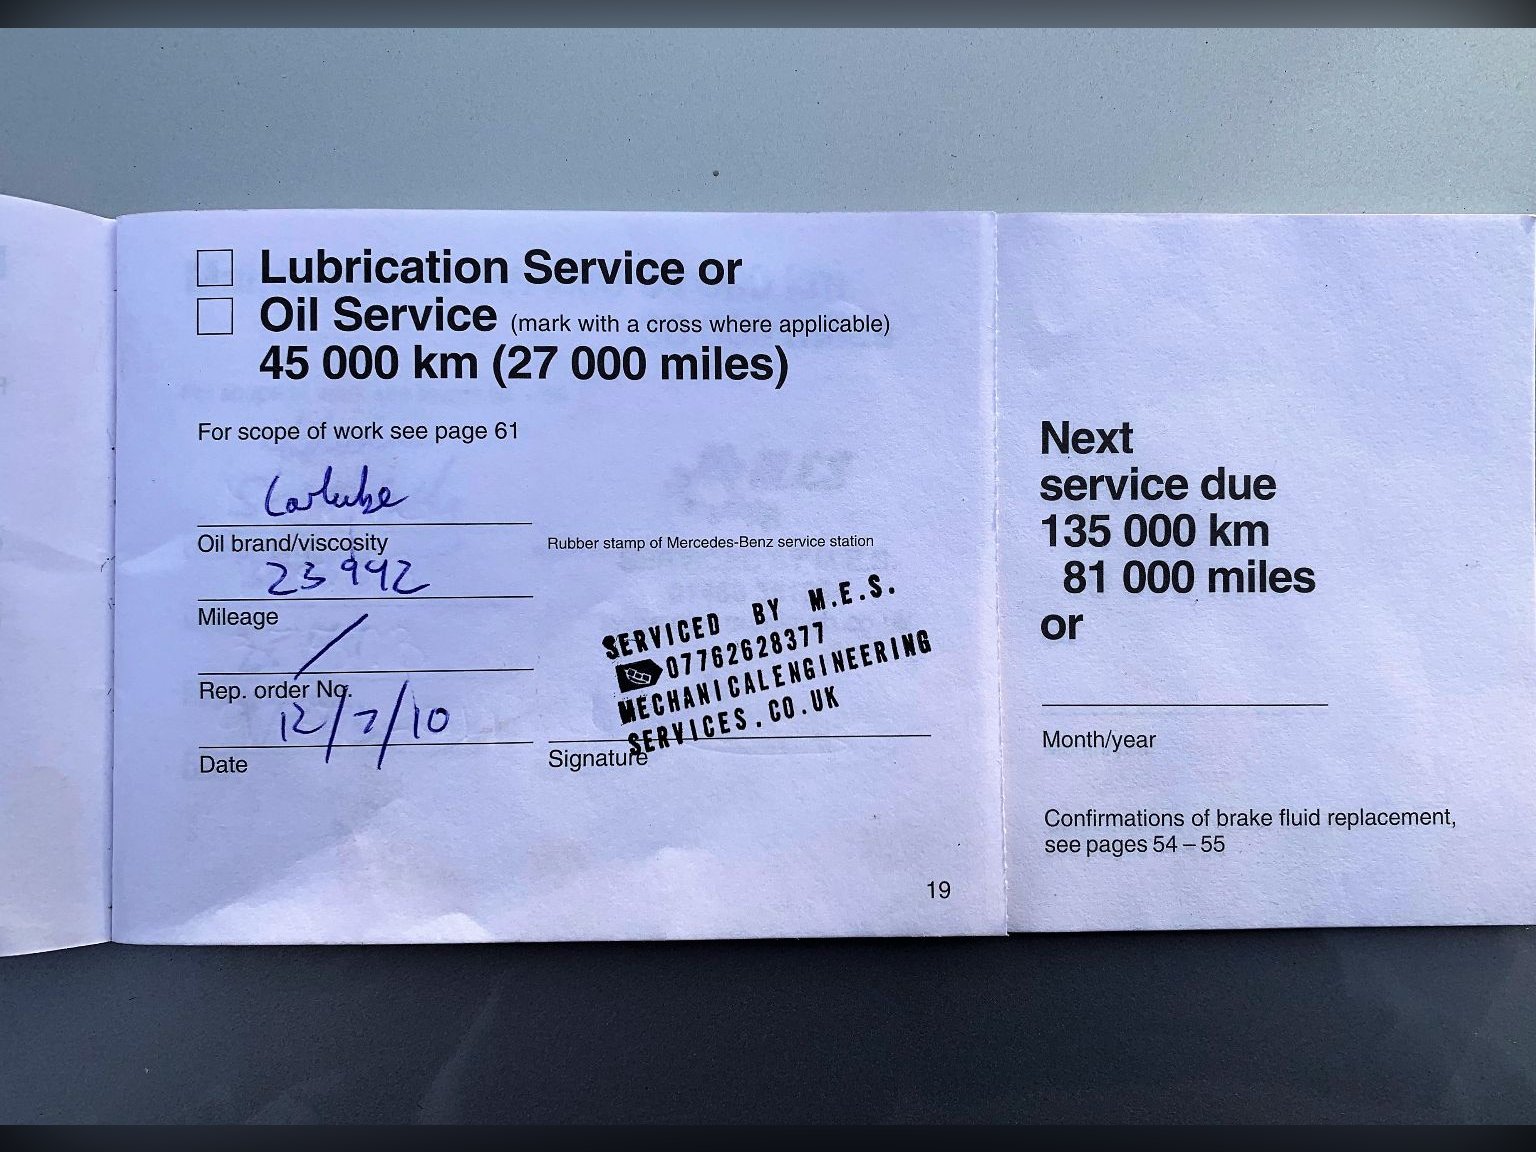 Lubrication Service or
Oil Service (mark with a cross where applicable)
45 000 km (27 000 miles)
For scope of work see page 61
Carlube
Oil brand/viscosity
23942
Mileage
/
Rep. order No.
12/7/10
Date
Rubber stamp of Mercedes-Benz service station
SERVICED BY M.E.S.
07762628377
MECHANICALENGINEERING
SERVICES.CO.UK
Signature
19
Next
service due
135 000 km
81 000 miles
or
Month/year
Confirmations of brake fluid replacement,
see pages 54 – 55